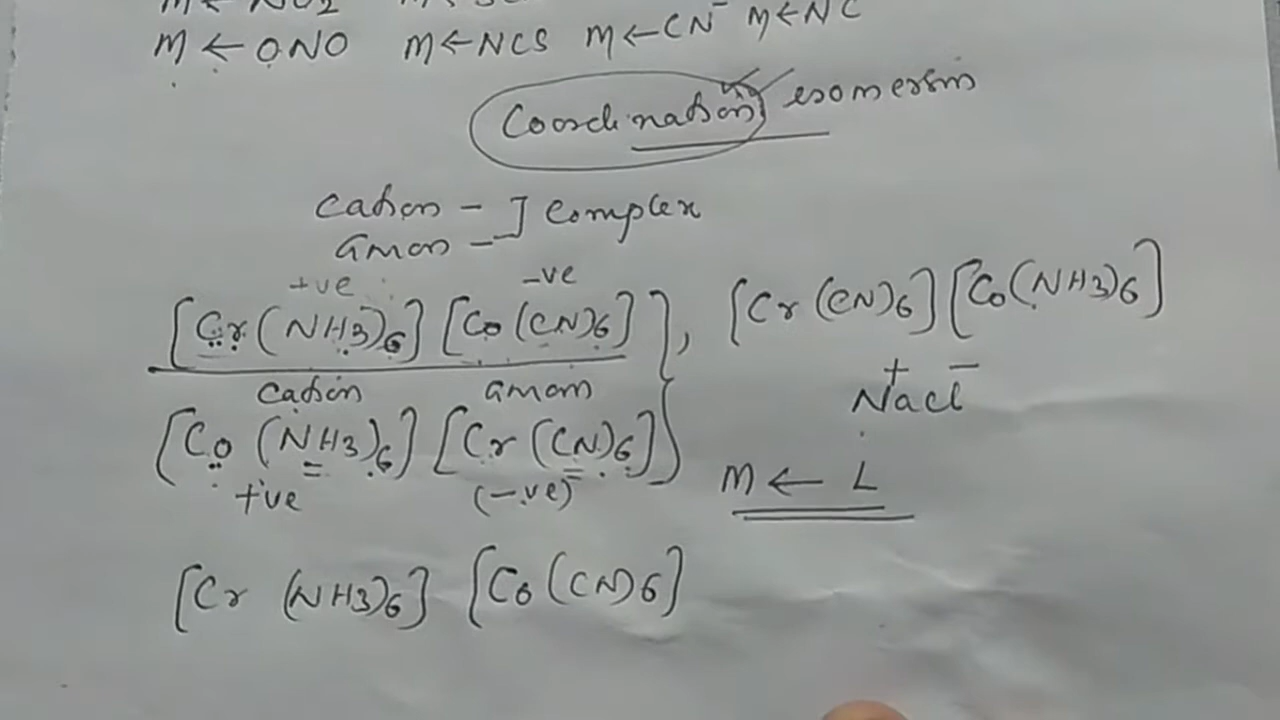 M ← ONO M ← NCS M ← CN⁻ M ← NC
Coordination isomerism
cation - ] complex
anion -
+ve -ve
[Cr (NH3)6] [Co (CN)6] }, [Cr (CN)6] [Co (NH3)6]
cation anion
+ -
Nacl
[Co (NH3)6] [Cr (CN)6]
+ve (-ve)
M ← L
[Cr (NH3)6] [Co (CN)6]